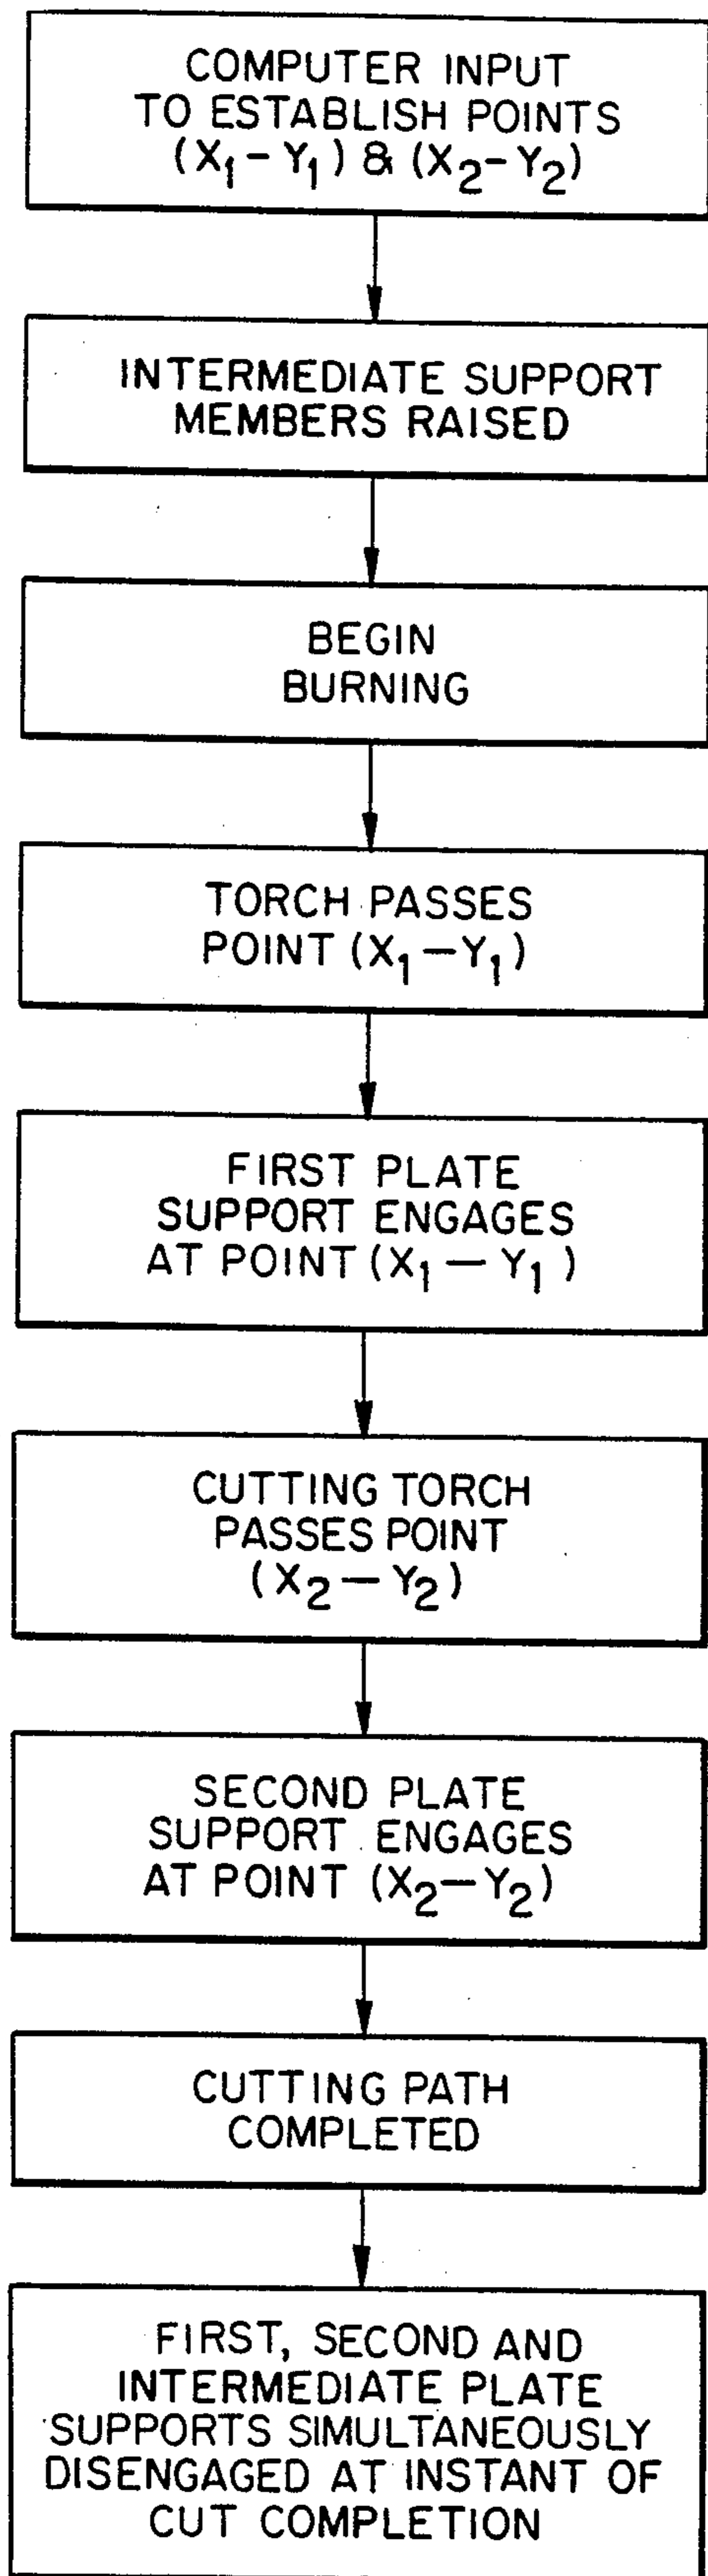 COMPUTER INPUT
TO ESTABLISH POINTS
(X₁-Y₁) & (X₂-Y₂)
INTERMEDIATE SUPPORT
MEMBERS RAISED
BEGIN
BURNING
TORCH PASSES
POINT (X₁-Y₁)
FIRST PLATE
SUPPORT ENGAGES
AT POINT (X₁-Y₁)
CUTTING TORCH
PASSES POINT
(X₂-Y₂)
SECOND PLATE
SUPPORT ENGAGES
AT POINT (X₂-Y₂)
CUTTING PATH
COMPLETED
FIRST, SECOND AND
INTERMEDIATE PLATE
SUPPORTS SIMULTANEOUSLY
DISENGAGED AT INSTANT OF
CUT COMPLETION